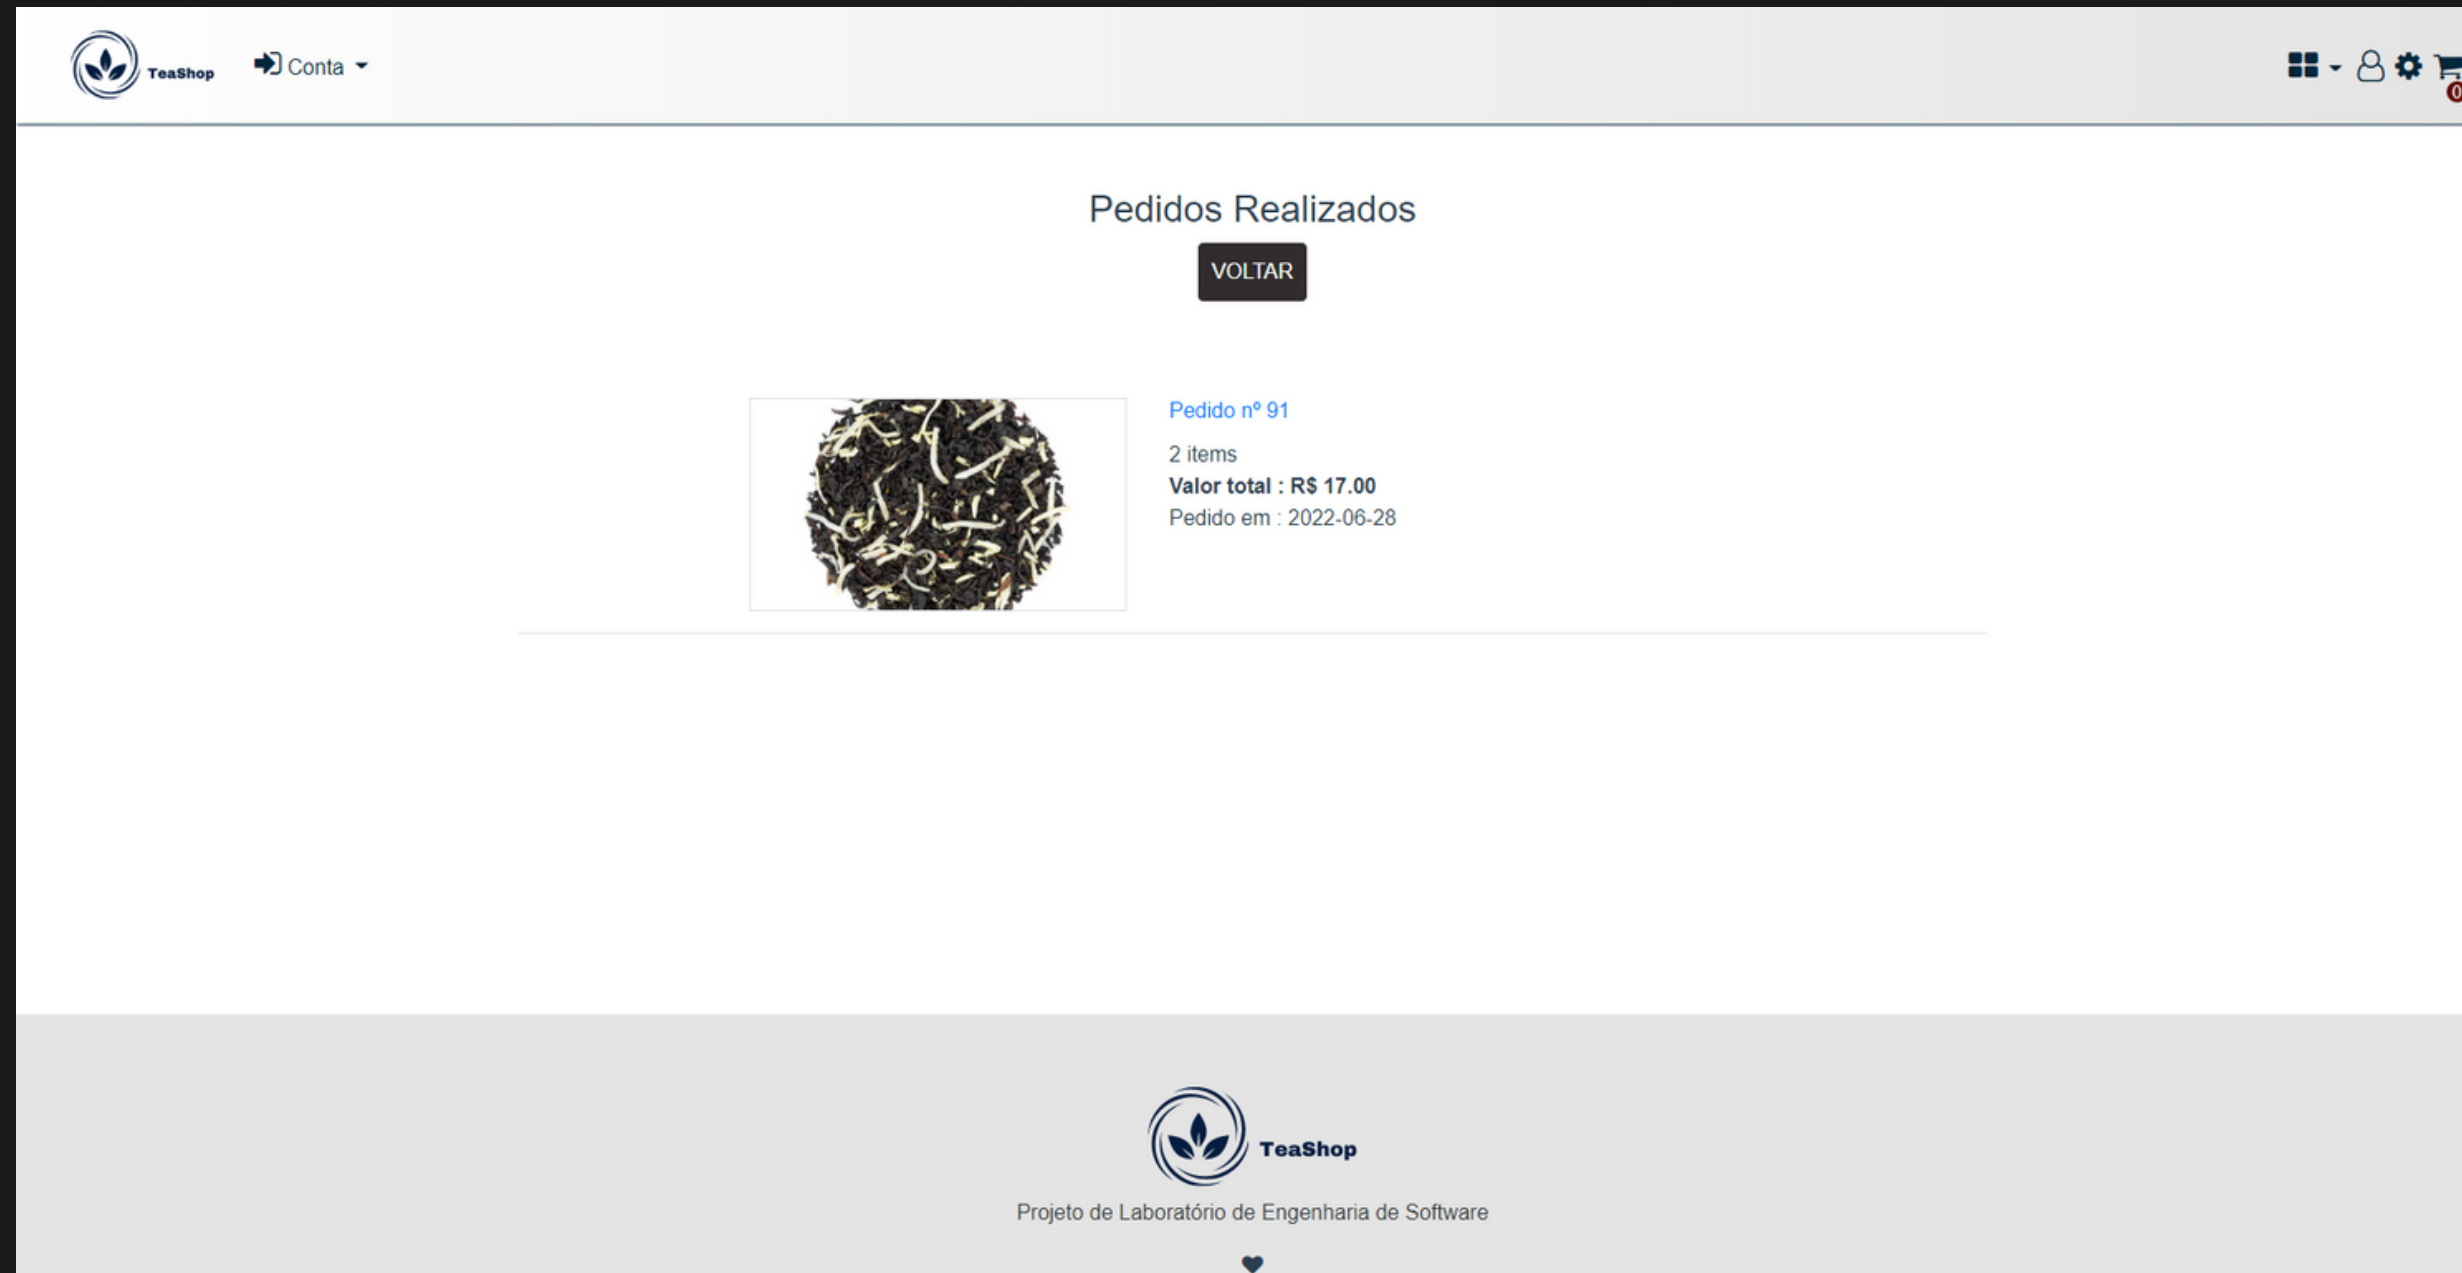 TeaShop
Conta
0
Pedidos Realizados
VOLTAR
Pedido nº 91
2 items
Valor total : R$ 17.00
Pedido em : 2022-06-28
TeaShop
Projeto de Laboratório de Engenharia de Software